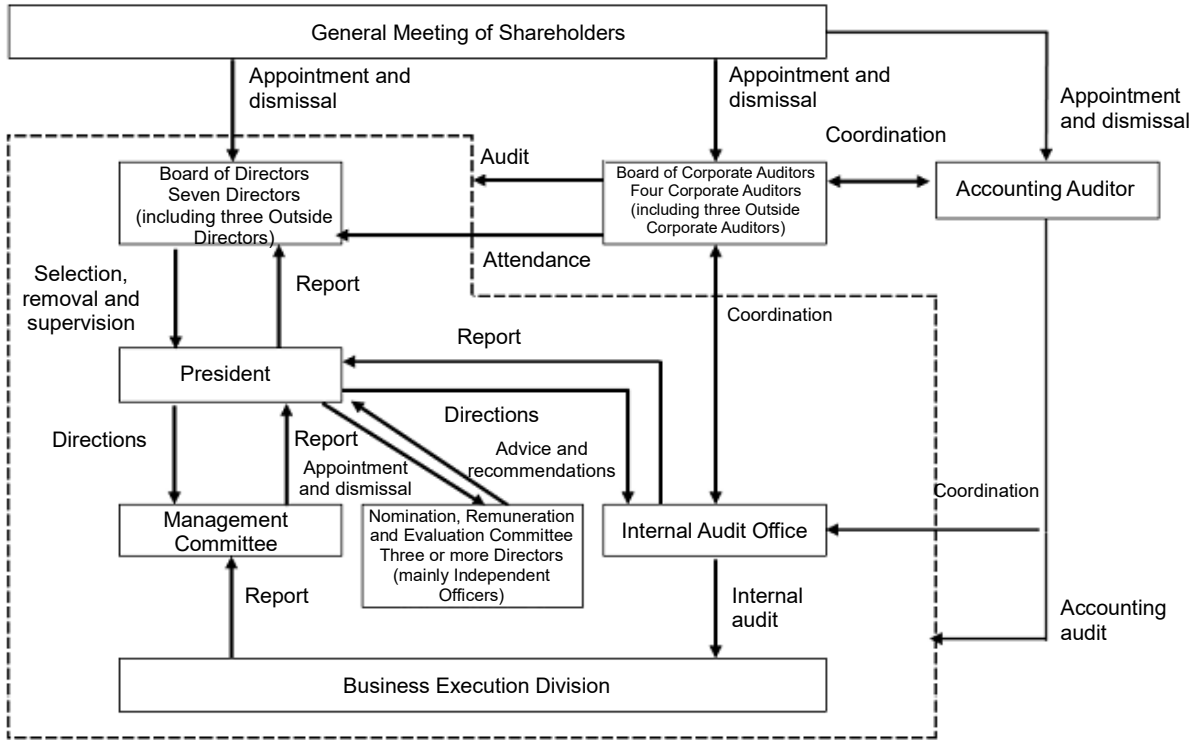 General Meeting of Shareholders
Appointment and
dismissal
Appointment and
dismissal
Appointment
and dismissal
Coordination
Audit
Board of Directors
Seven Directors
(including three Outside
Directors)
Board of Corporate Auditors
Four Corporate Auditors
(including three Outside
Corporate Auditors)
Accounting Auditor
Attendance
Selection,
removal and
supervision
Report
Coordination
Report
President
Directions
Directions
Report
Advice and
recommendations
Appointment
and dismissal
Coordination
Management
Committee
Nomination, Remuneration
and Evaluation Committee
Three or more Directors
(mainly Independent
Officers)
Internal Audit Office
Report
Internal
audit
Accounting
audit
Business Execution Division